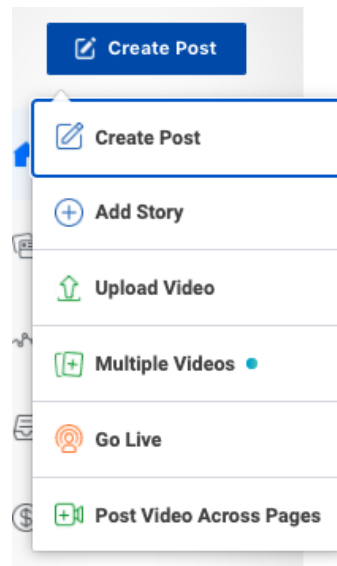 Create Post
Create Post
Add Story
Upload Video
Multiple Videos
Go Live
Post Video Across Pages